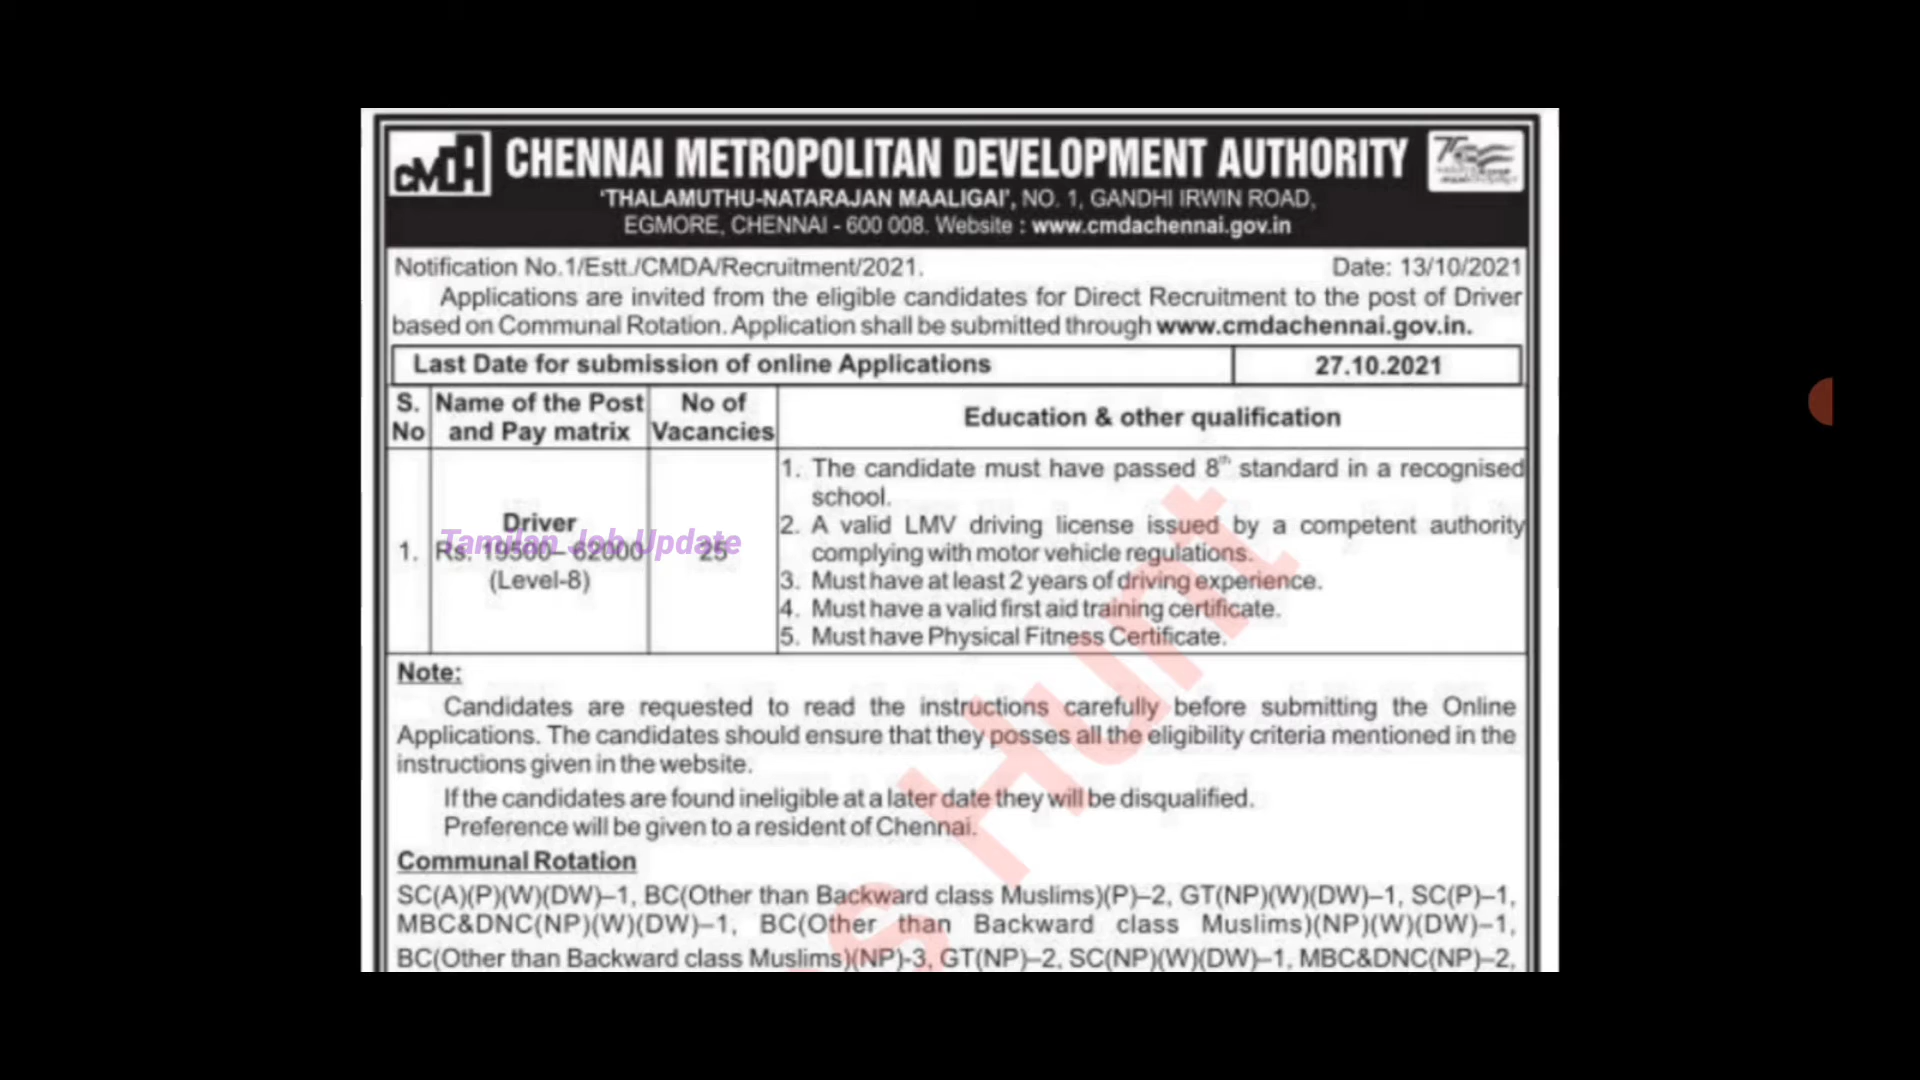 CMDA CHENNAI METROPOLITAN DEVELOPMENT AUTHORITY
'THALAMUTHU-NATARAJAN MAALIGAI', NO. 1, GANDHI IRWIN ROAD,
EGMORE, CHENNAI - 600 008. Website : www.cmdachennai.gov.in
Notification No.1/Estt./CMDA/Recruitment/2021. Date: 13/10/2021
Applications are invited from the eligible candidates for Direct Recruitment to the post of Driver
based on Communal Rotation. Application shall be submitted through www.cmdachennai.gov.in.
Last Date for submission of online Applications 27.10.2021
S. No Name of the Post and Pay matrix No of Vacancies Education & other qualification
1. Driver
Rs. 19500– 62000
(Level-8)
25
1. The candidate must have passed 8th standard in a recognised
school.
2. A valid LMV driving license issued by a competent authority
complying with motor vehicle regulations.
3. Must have at least 2 years of driving experience.
4. Must have a valid first aid training certificate.
5. Must have Physical Fitness Certificate.
Tamilan Job Update
Note:
Candidates are requested to read the instructions carefully before submitting the Online
Applications. The candidates should ensure that they posses all the eligibility criteria mentioned in the
instructions given in the website.
If the candidates are found ineligible at a later date they will be disqualified.
Preference will be given to a resident of Chennai.
Communal Rotation
SC(A)(P)(W)(DW)–1, BC(Other than Backward class Muslims)(P)–2, GT(NP)(W)(DW)–1, SC(P)–1,
MBC&DNC(NP)(W)(DW)–1, BC(Other than Backward class Muslims)(NP)(W)(DW)–1,
BC(Other than Backward class Muslims)(NP)-3, GT(NP)–2, SC(NP)(W)(DW)–1, MBC&DNC(NP)–2,
s Hunt